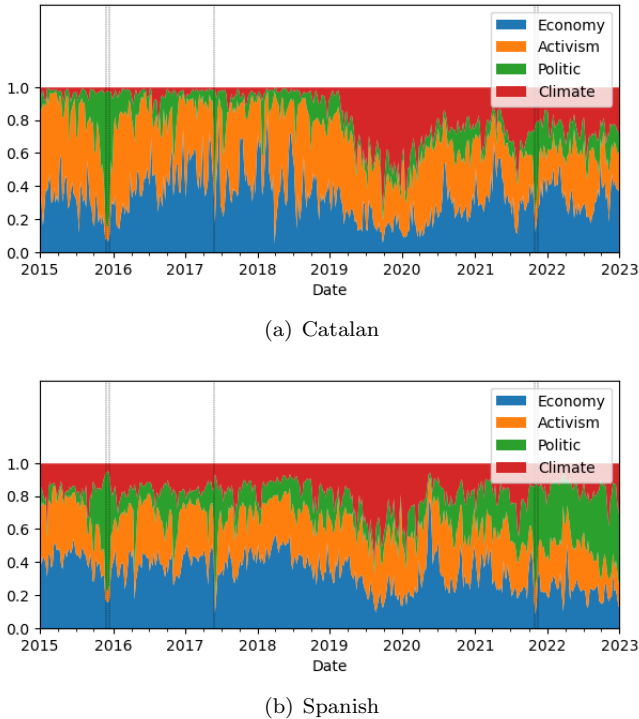 Economy
Activism
Politic
Climate
1.0
0.8
0.6
0.4
0.2
0.0
2015 2016 2017 2018 2019 2020 2021 2022 2023
Date
(a) Catalan
Economy
Activism
Politic
Climate
1.0
0.8
0.6
0.4
0.2
0.0
2015 2016 2017 2018 2019 2020 2021 2022 2023
Date
(b) Spanish